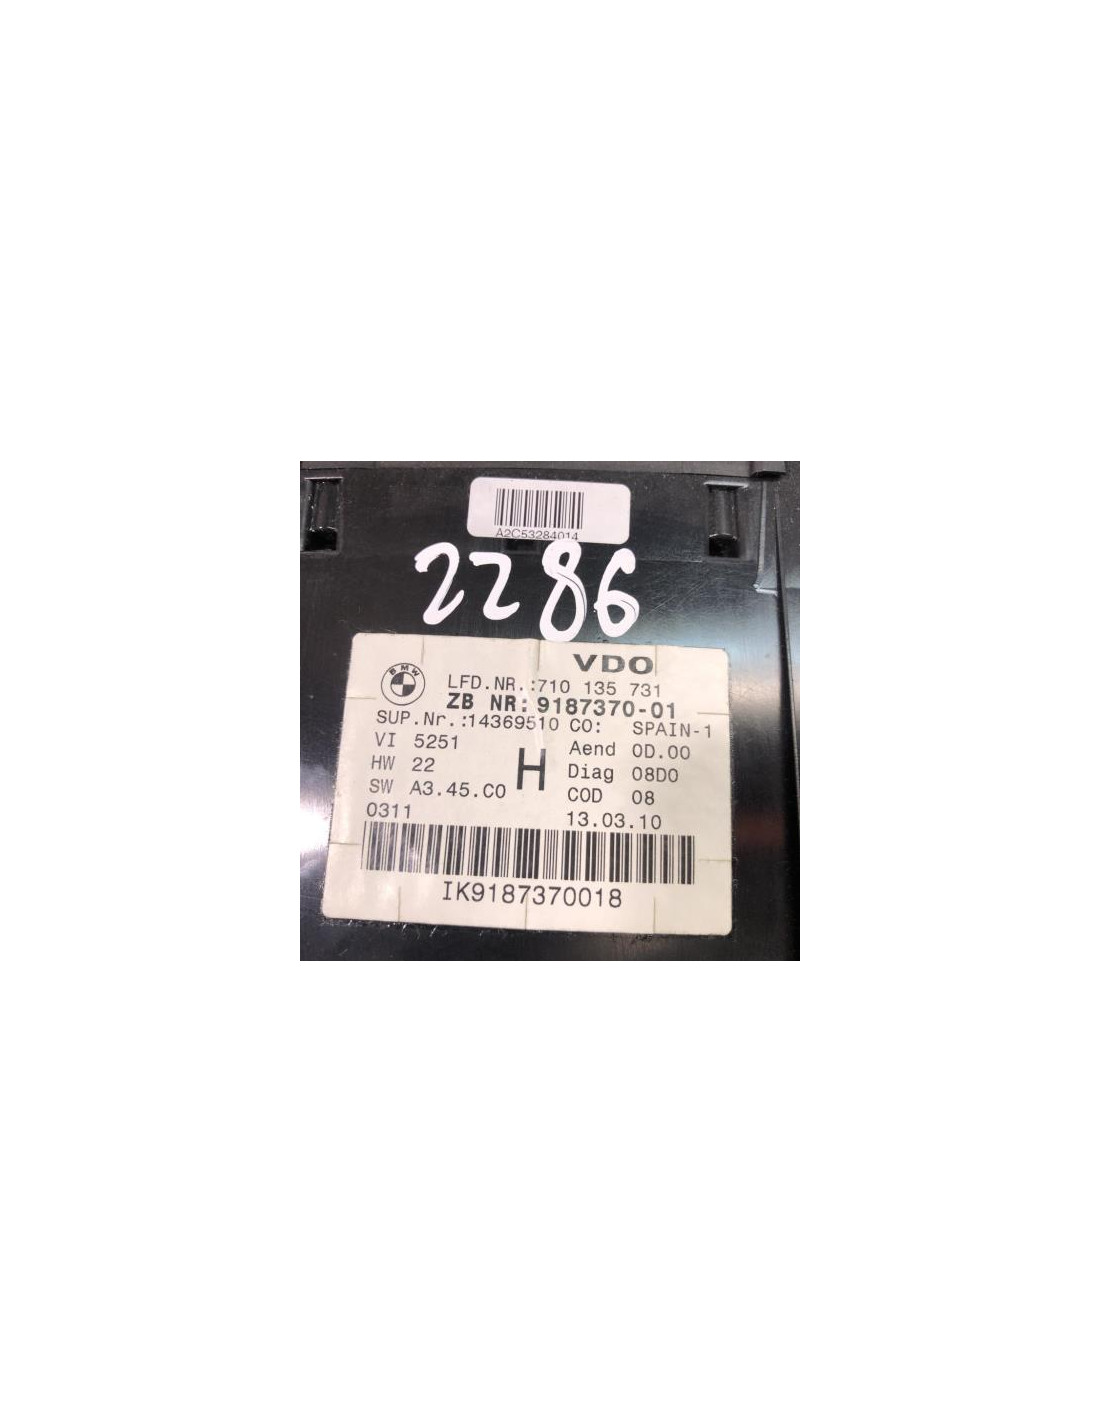 A2C53284014
2286
VDO
BMW
LFD.NR.:710 135 731
ZB NR: 9187370-01
SUP.Nr.:14369510 CO: SPAIN-1
VI 5251 Aend 0D.00
HW 22 H Diag 08D0
SW A3.45.C0 COD 08
0311 13.03.10
IK9187370018